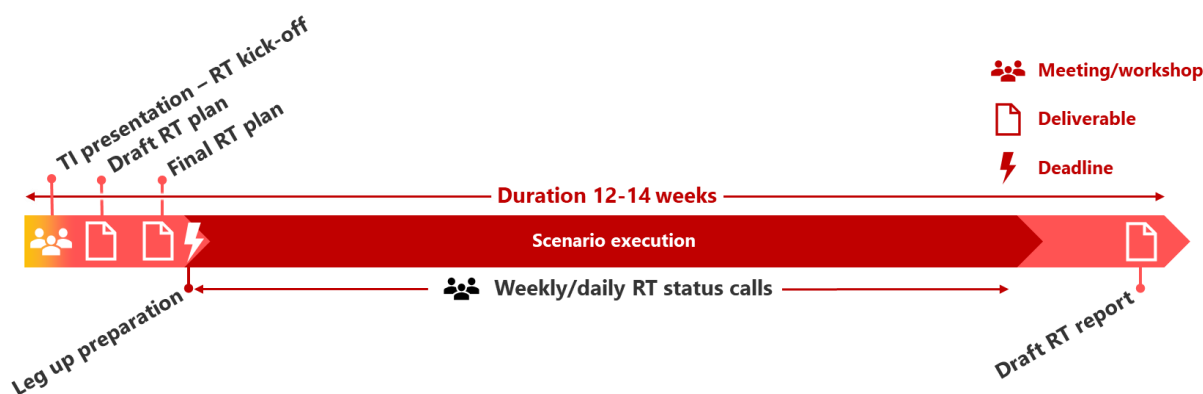 TI presentation – RT kick-off
Draft RT plan
Final RT plan
Meeting/workshop
Deliverable
Deadline
Duration 12-14 weeks
Scenario execution
Weekly/daily RT status calls
Leg up preparation
Draft RT report